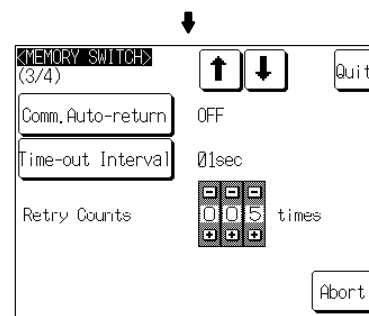 <MEMORY SWITCH>
(3/4) Quit
Comm.Auto-return OFF
Time-out Interval 01sec
Retry Counts 005 times
Abort